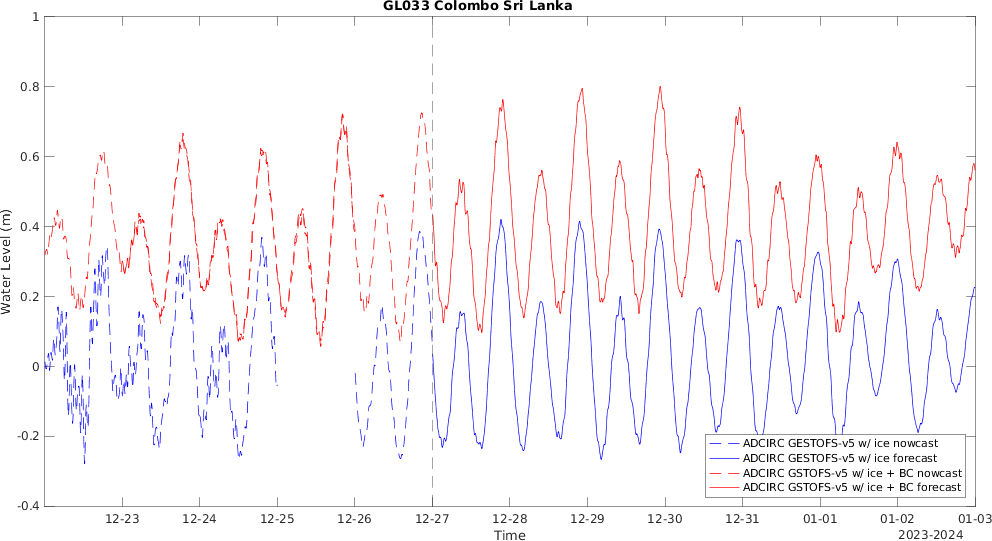 GL033 Colombo Sri Lanka
1
0.8
0.6
0.4
0.2
0
-0.2
-0.4
Water Level (m)
ADCIRC GESTOFS-v5 w/ ice nowcast
ADCIRC GESTOFS-v5 w/ ice forecast
ADCIRC GSTOFS-v5 w/ ice + BC nowcast
ADCIRC GSTOFS-v5 w/ ice + BC forecast
12-23 12-24 12-25 12-26 12-27 12-28 12-29 12-30 12-31 01-01 01-02 01-03
Time
2023-2024